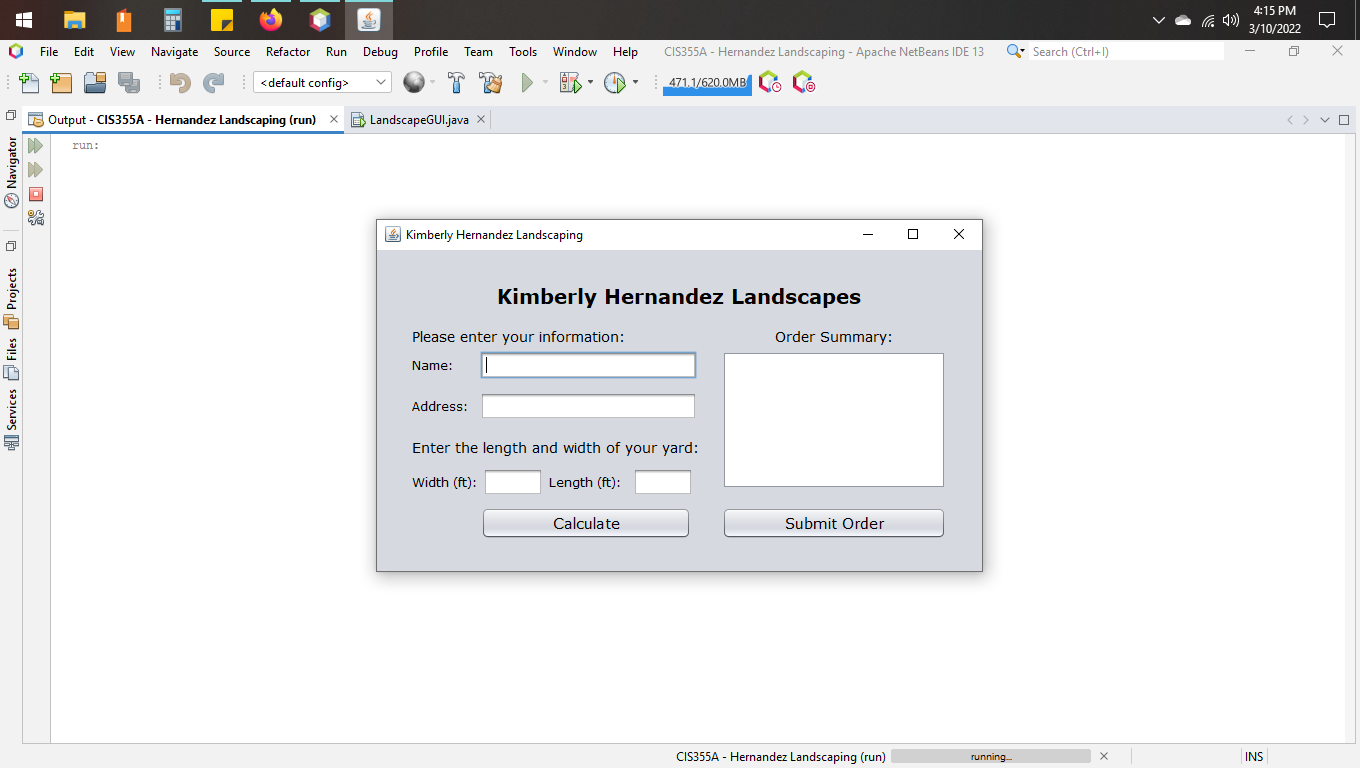 4:15 PM
3/10/2022
File Edit View Navigate Source Refactor Run Debug Profile Team Tools Window Help CIS355A - Hernandez Landscaping - Apache NetBeans IDE 13 Search (Ctrl+I)
<default config> 471.1/620.0MB
Output - CIS355A - Hernandez Landscaping (run) LandscapeGUI.java
Navigator
run:
Projects
Files
Services
Kimberly Hernandez Landscaping
Kimberly Hernandez Landscapes
Please enter your information: Order Summary:
Name:
Address:
Enter the length and width of your yard:
Width (ft): Length (ft):
Calculate Submit Order
CIS355A - Hernandez Landscaping (run) running... INS